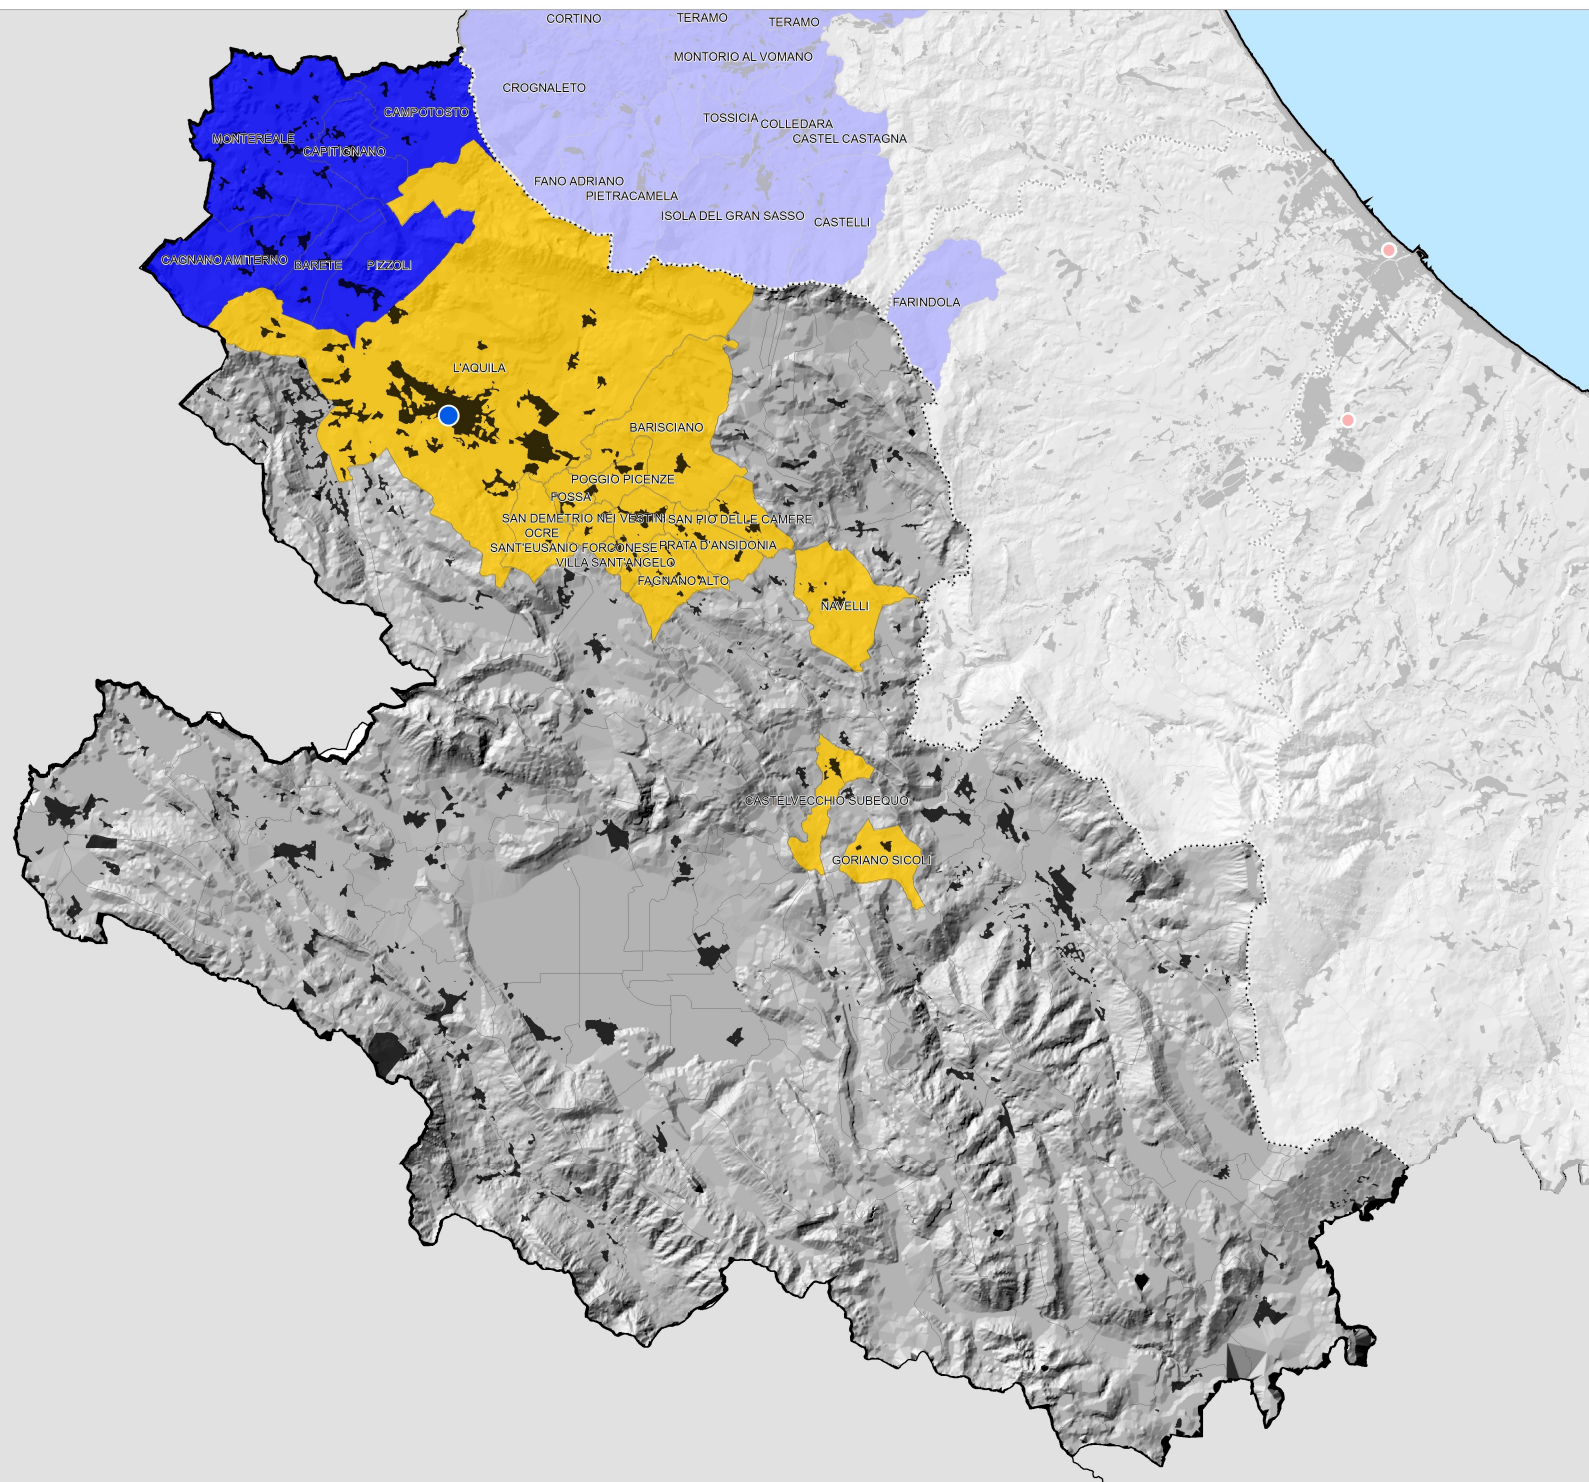 CORTINO
TERAMO
TERAMO
MONTORIO AL VOMANO
CROGNALETO
CAMPOTOSTO
TOSSICIA
COLLEDARA
MONTEREALE
CASTEL CASTAGNA
CAPITIGNANO
FANO ADRIANO
PIETRACAMELA
ISOLA DEL GRAN SASSO
CASTELLI
CAGNANO AMITERNO
BARETE
PIZZOLI
FARINDOLA
L'AQUILA
BARISCIANO
POGGIO PICENZE
FOSSA
SAN DEMETRIO NEI VESTINI
SAN PIO DELLE CAMERE
OCRE
SANT'EUSANIO FORCONESE
PRATA D'ANSIDONIA
VILLA SANT'ANGELO
FAGNANO ALTO
NAVELLI
CASTELVECCHIO SUBEQUO
GORIANO SICOLI